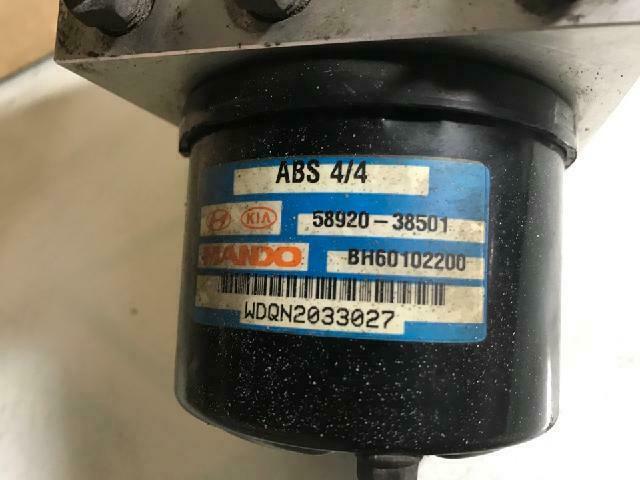 ABS 4/4
KIA 58920-38501
MANDO BH60102200
WDQN2033027